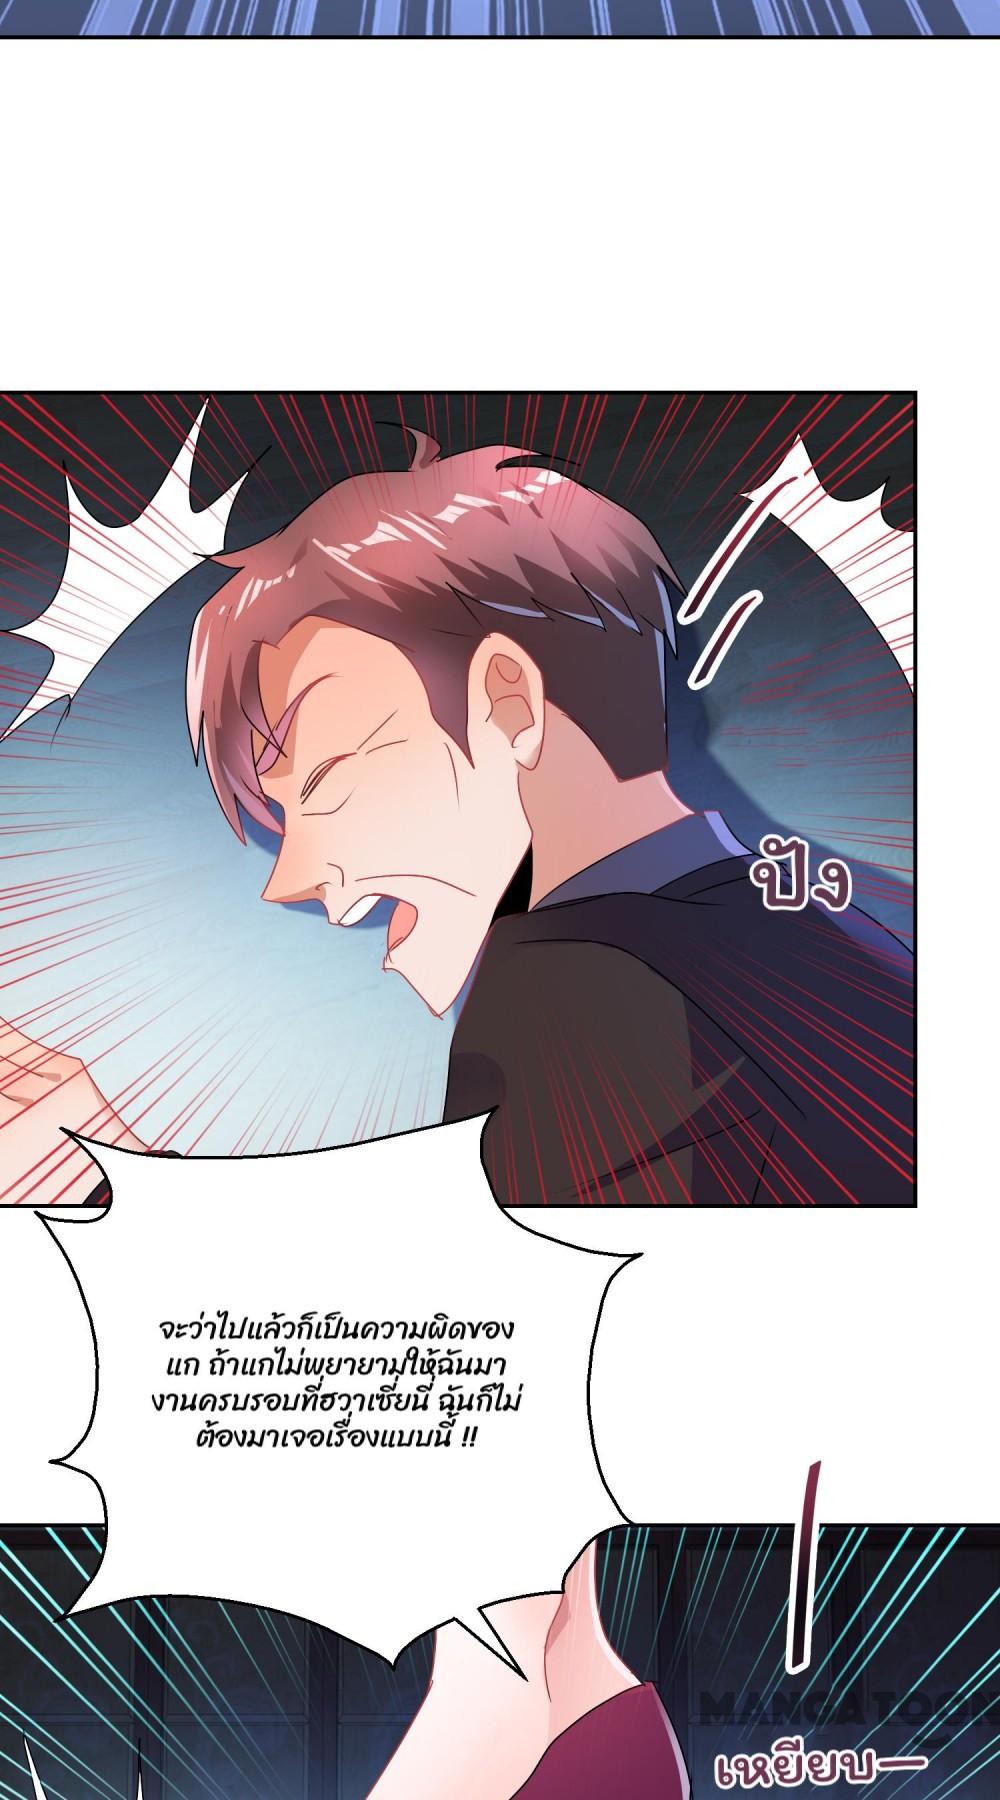 ปัง
จะว่าไปแล้วก็เป็นความผิดของ
แก ถ้าแกไม่พยายามให้ฉันมา
งานครบรอบที่ฮวาเซี่ยนี่ ฉันก็ไม่
ต้องมาเจอเรื่องแบบนี้ !!
MANGATOON
เหยียบ—